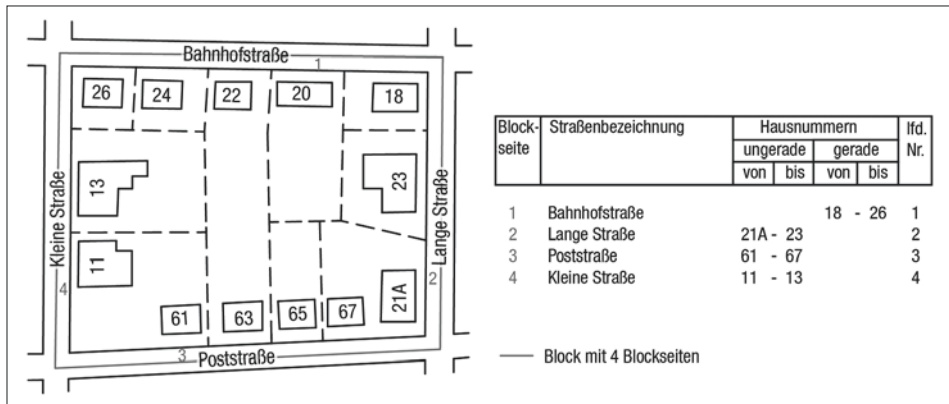 Bahnhofstraße
1
26
24
22
20
18
13
23
Kleine Straße
Lange Straße
11
2
4
21A
61
63
65
67
3
Poststraße
Block- Straßenbezeichnung Hausnummern lfd.
seite ungerade gerade Nr.
von bis von bis
1 Bahnhofstraße 18 - 26 1
2 Lange Straße 21A - 23 2
3 Poststraße 61 - 67 3
4 Kleine Straße 11 - 13 4
Block mit 4 Blockseiten